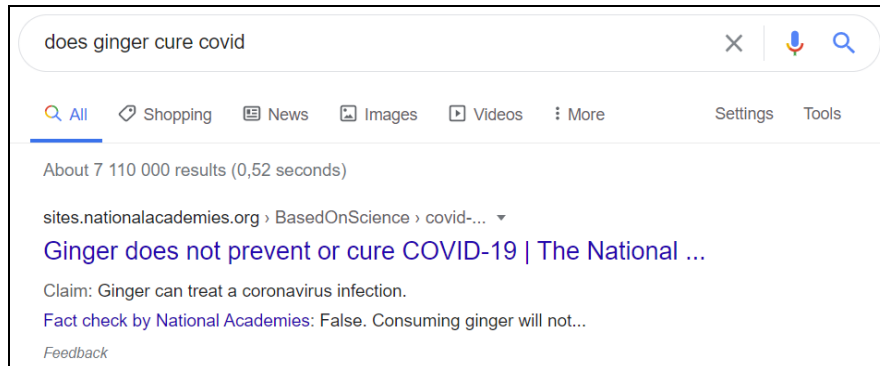 does ginger cure covid
All Shopping News Images Videos More Settings Tools
About 7 110 000 results (0,52 seconds)
sites.nationalacademies.org › BasedOnScience › covid-...
Ginger does not prevent or cure COVID-19 | The National ...
Claim: Ginger can treat a coronavirus infection.
Fact check by National Academies: False. Consuming ginger will not...
Feedback